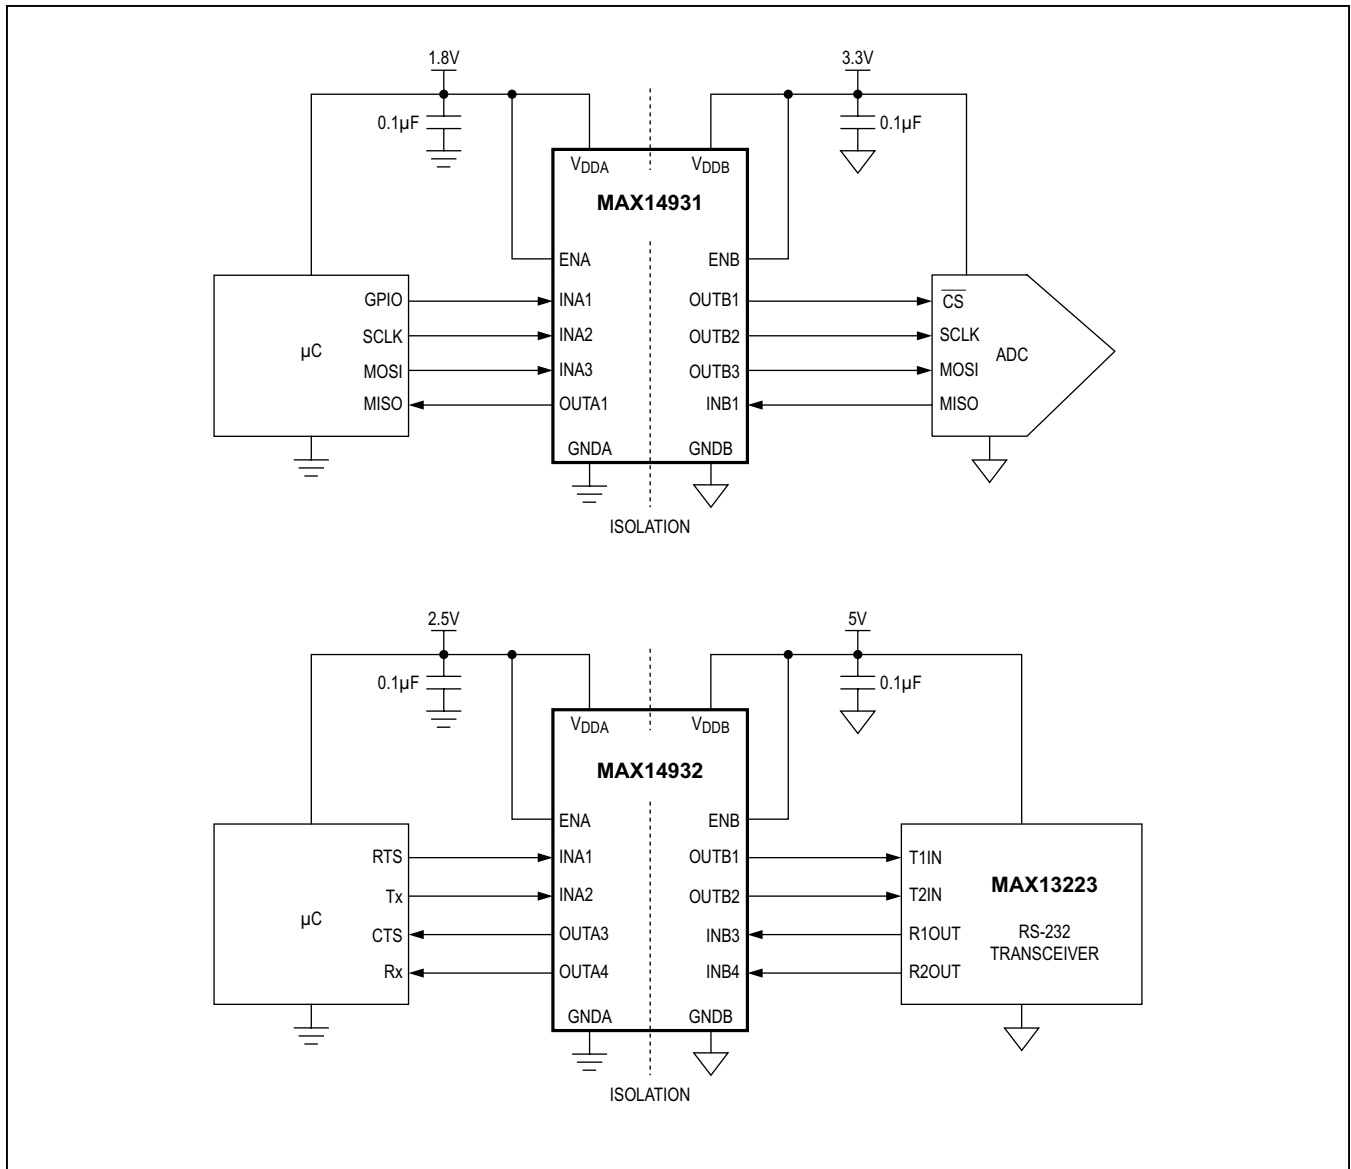 1.8V 3.3V
0.1µF 0.1µF
VDDA VDDB
MAX14931
ENA ENB
GPIO INA1 OUTB1 CS
SCLK INA2 OUTB2 SCLK
µC ADC
MOSI INA3 OUTB3 MOSI
MISO OUTA1 INB1 MISO
GNDA GNDB
ISOLATION
2.5V 5V
0.1µF 0.1µF
VDDA VDDB
MAX14932
ENA ENB
RTS INA1 OUTB1 T1IN
MAX13223
Tx INA2 OUTB2 T2IN
µC
CTS OUTA3 INB3 R1OUT RS-232
TRANSCEIVER
Rx OUTA4 INB4 R2OUT
GNDA GNDB
ISOLATION